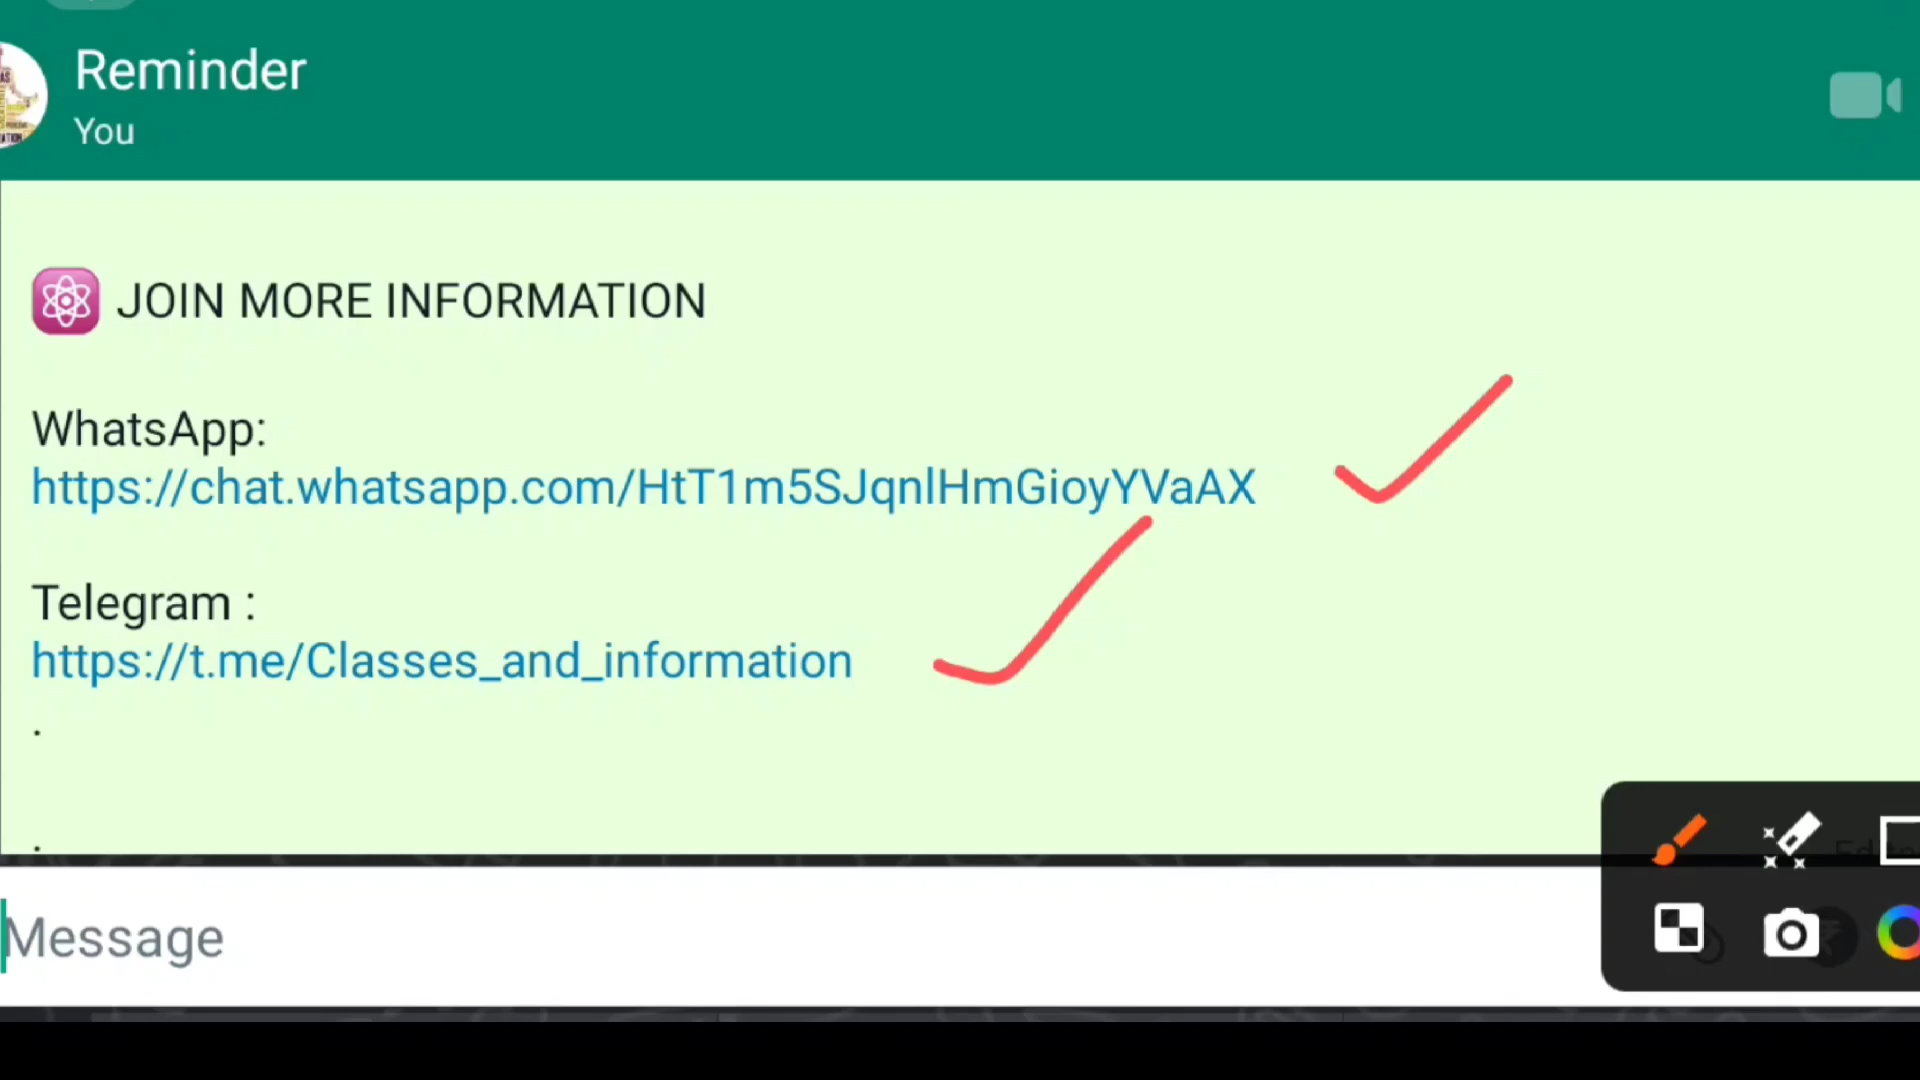 Reminder
You
JOIN MORE INFORMATION
WhatsApp:
https://chat.whatsapp.com/HtT1m5SJqnlHmGioyYVaAX
Telegram :
https://t.me/Classes_and_information
.
.
Message